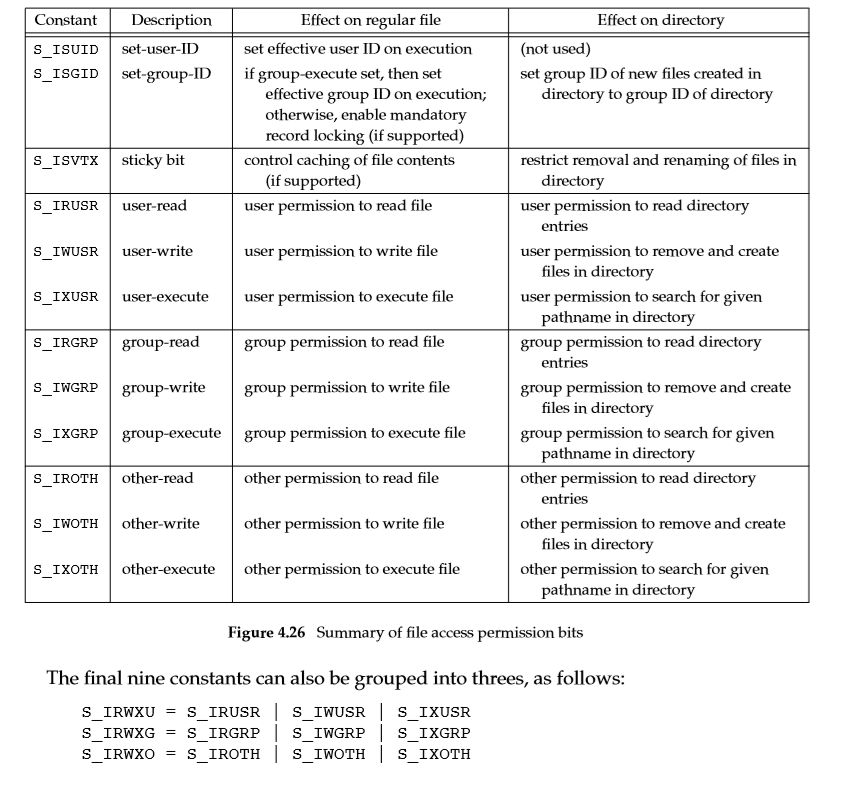 Constant Description Effect on regular file Effect on directory
S_ISUID set-user-ID set effective user ID on execution (not used)
S_ISGID set-group-ID if group-execute set, then set set group ID of new files created in
effective group ID on execution; directory to group ID of directory
otherwise, enable mandatory
record locking (if supported)
S_ISVTX sticky bit control caching of file contents restrict removal and renaming of files in
(if supported) directory
S_IRUSR user-read user permission to read file user permission to read directory
entries
S_IWUSR user-write user permission to write file user permission to remove and create
files in directory
S_IXUSR user-execute user permission to execute file user permission to search for given
pathname in directory
S_IRGRP group-read group permission to read file group permission to read directory
entries
S_IWGRP group-write group permission to write file group permission to remove and create
files in directory
S_IXGRP group-execute group permission to execute file group permission to search for given
pathname in directory
S_IROTH other-read other permission to read file other permission to read directory
entries
S_IWOTH other-write other permission to write file other permission to remove and create
files in directory
S_IXOTH other-execute other permission to execute file other permission to search for given
pathname in directory
Figure 4.26 Summary of file access permission bits
The final nine constants can also be grouped into threes, as follows:
S_IRWXU = S_IRUSR | S_IWUSR | S_IXUSR
S_IRWXG = S_IRGRP | S_IWGRP | S_IXGRP
S_IRWXO = S_IROTH | S_IWOTH | S_IXOTH